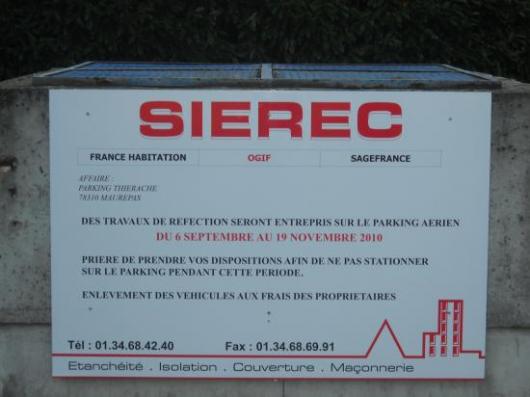 SIEREC
FRANCE HABITATION OGIF SAGEFRANCE
AFFAIRE :
PARKING THIERACHE
78310 MAUREPAS
DES TRAVAUX DE REFECTION SERONT ENTREPRIS SUR LE PARKING AERIEN
DU 6 SEPTEMBRE AU 19 NOVEMBRE 2010
PRIERE DE PRENDRE VOS DISPOSITIONS AFIN DE NE PAS STATIONNER
SUR LE PARKING PENDANT CETTE PERIODE.
ENLEVEMENT DES VEHICULES AUX FRAIS DES PROPRIETAIRES
Tèl : 01.34.68.42.40 Fax : 01.34.68.69.91
Etanchéité . Isolation . Couverture . Maçonnerie